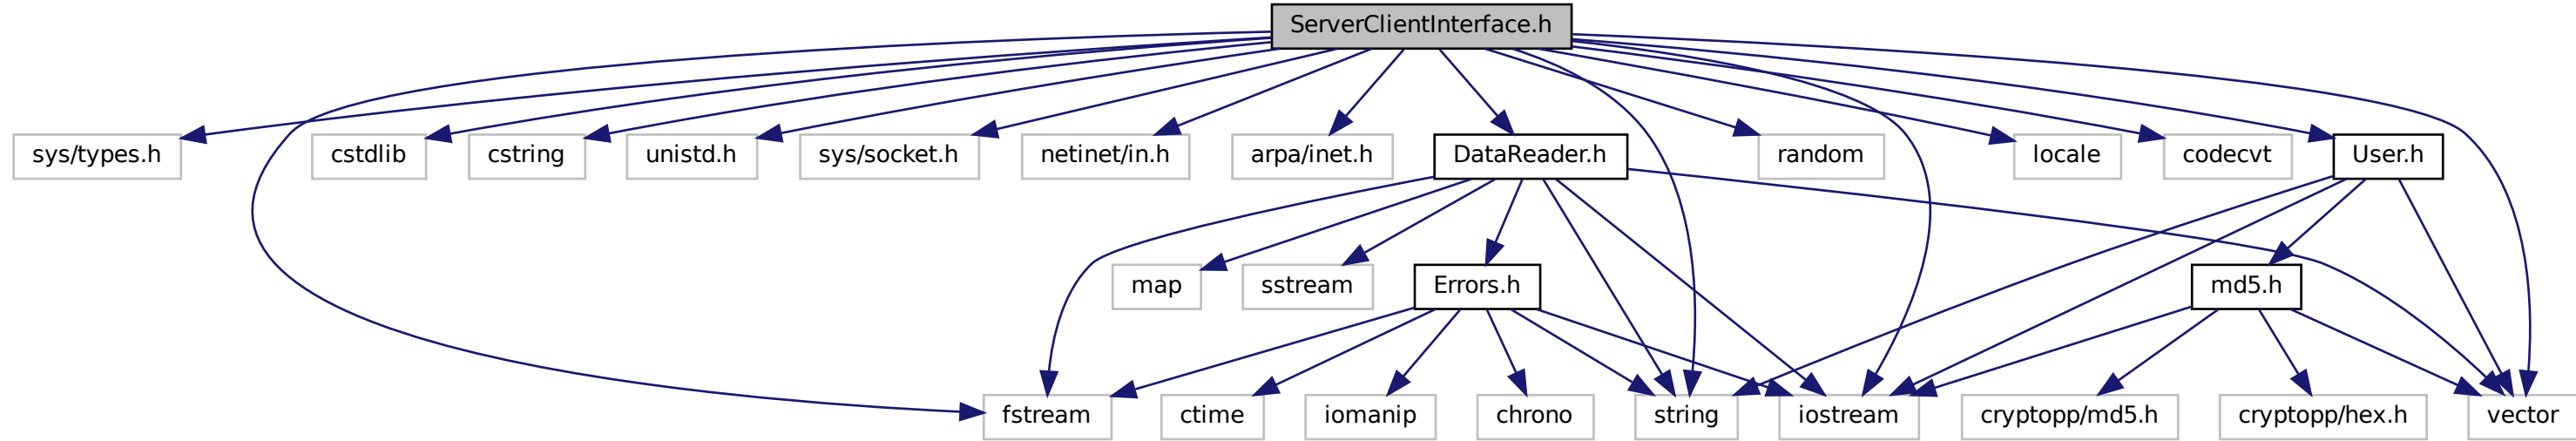 ServerClientInterface.h
sys/types.h
cstdlib
cstring
unistd.h
sys/socket.h
netinet/in.h
arpa/inet.h
DataReader.h
random
locale
codecvt
User.h
map
sstream
Errors.h
md5.h
fstream
ctime
iomanip
chrono
string
iostream
cryptopp/md5.h
cryptopp/hex.h
vector